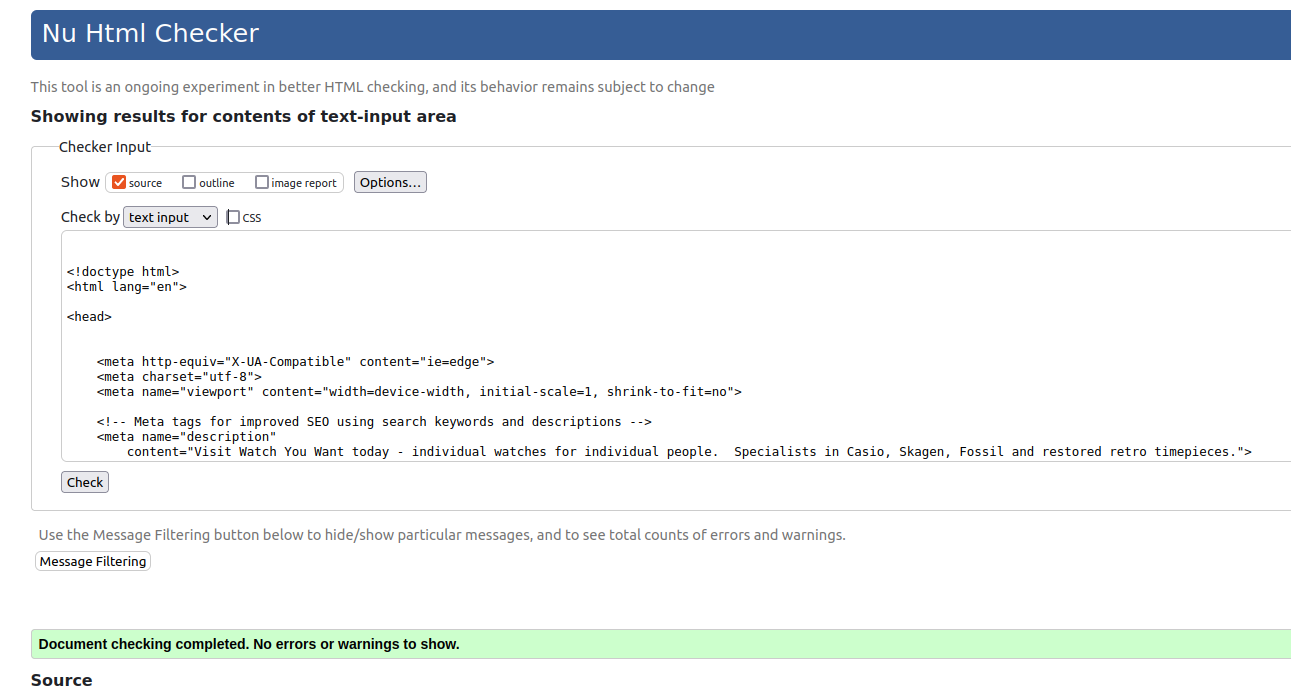 Nu Html Checker
This tool is an ongoing experiment in better HTML checking, and its behavior remains subject to change
Showing results for contents of text-input area
Checker Input
Show source outline image report Options...
Check by text input CSS
<!doctype html>
<html lang="en">
<head>
<meta http-equiv="X-UA-Compatible" content="ie=edge">
<meta charset="utf-8">
<meta name="viewport" content="width=device-width, initial-scale=1, shrink-to-fit=no">
<!-- Meta tags for improved SEO using search keywords and descriptions -->
<meta name="description"
content="Visit Watch You Want today - individual watches for individual people.  Specialists in Casio, Skagen, Fossil and restored retro timepieces.">
Check
Use the Message Filtering button below to hide/show particular messages, and to see total counts of errors and warnings.
Message Filtering
Document checking completed. No errors or warnings to show.
Source